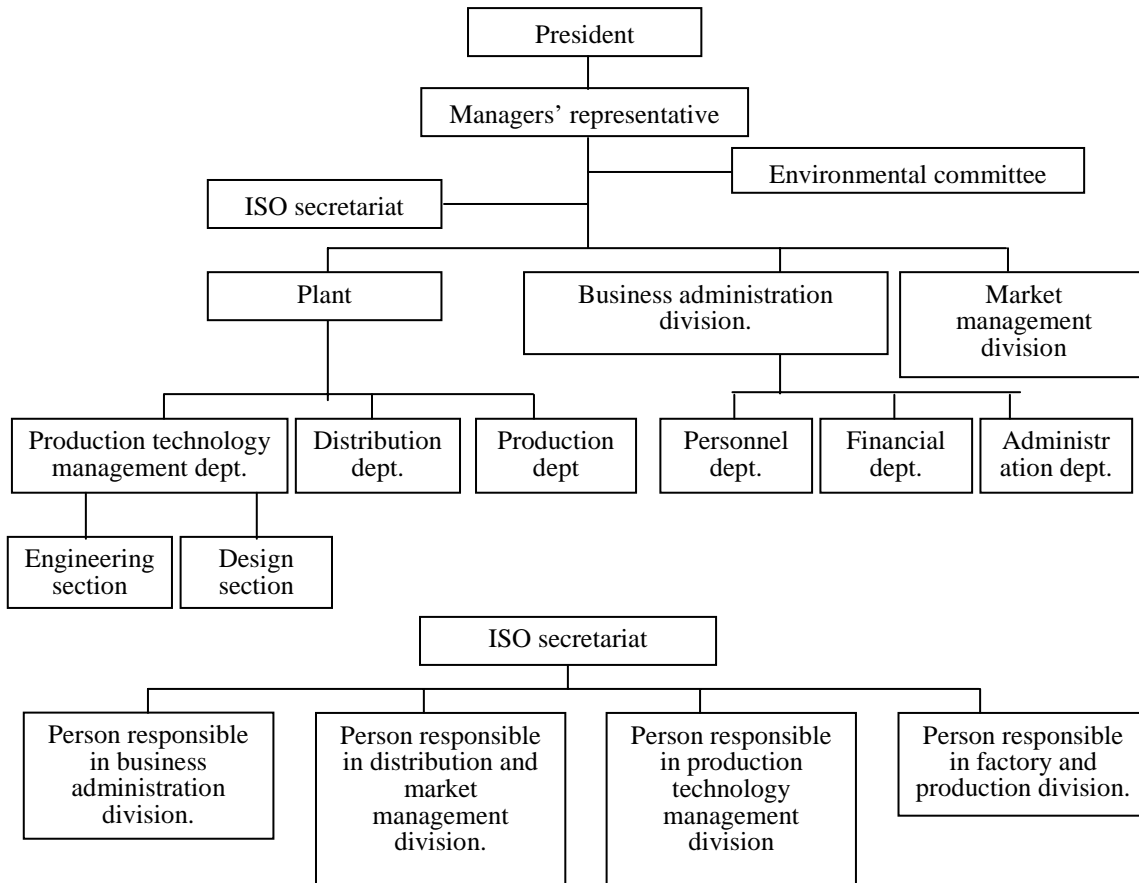 President
Managers’ representative
Environmental committee
ISO secretariat
Plant
Business administration
division.
Market
management
division
Production technology
management dept.
Distribution
dept.
Production
dept
Personnel
dept.
Financial
dept.
Administr
ation dept.
Engineering
section
Design
section
ISO secretariat
Person responsible
in business
administration
division.
Person responsible
in distribution and
market
management
division.
Person responsible
in production
technology
management
division
Person responsible
in factory and
production division.